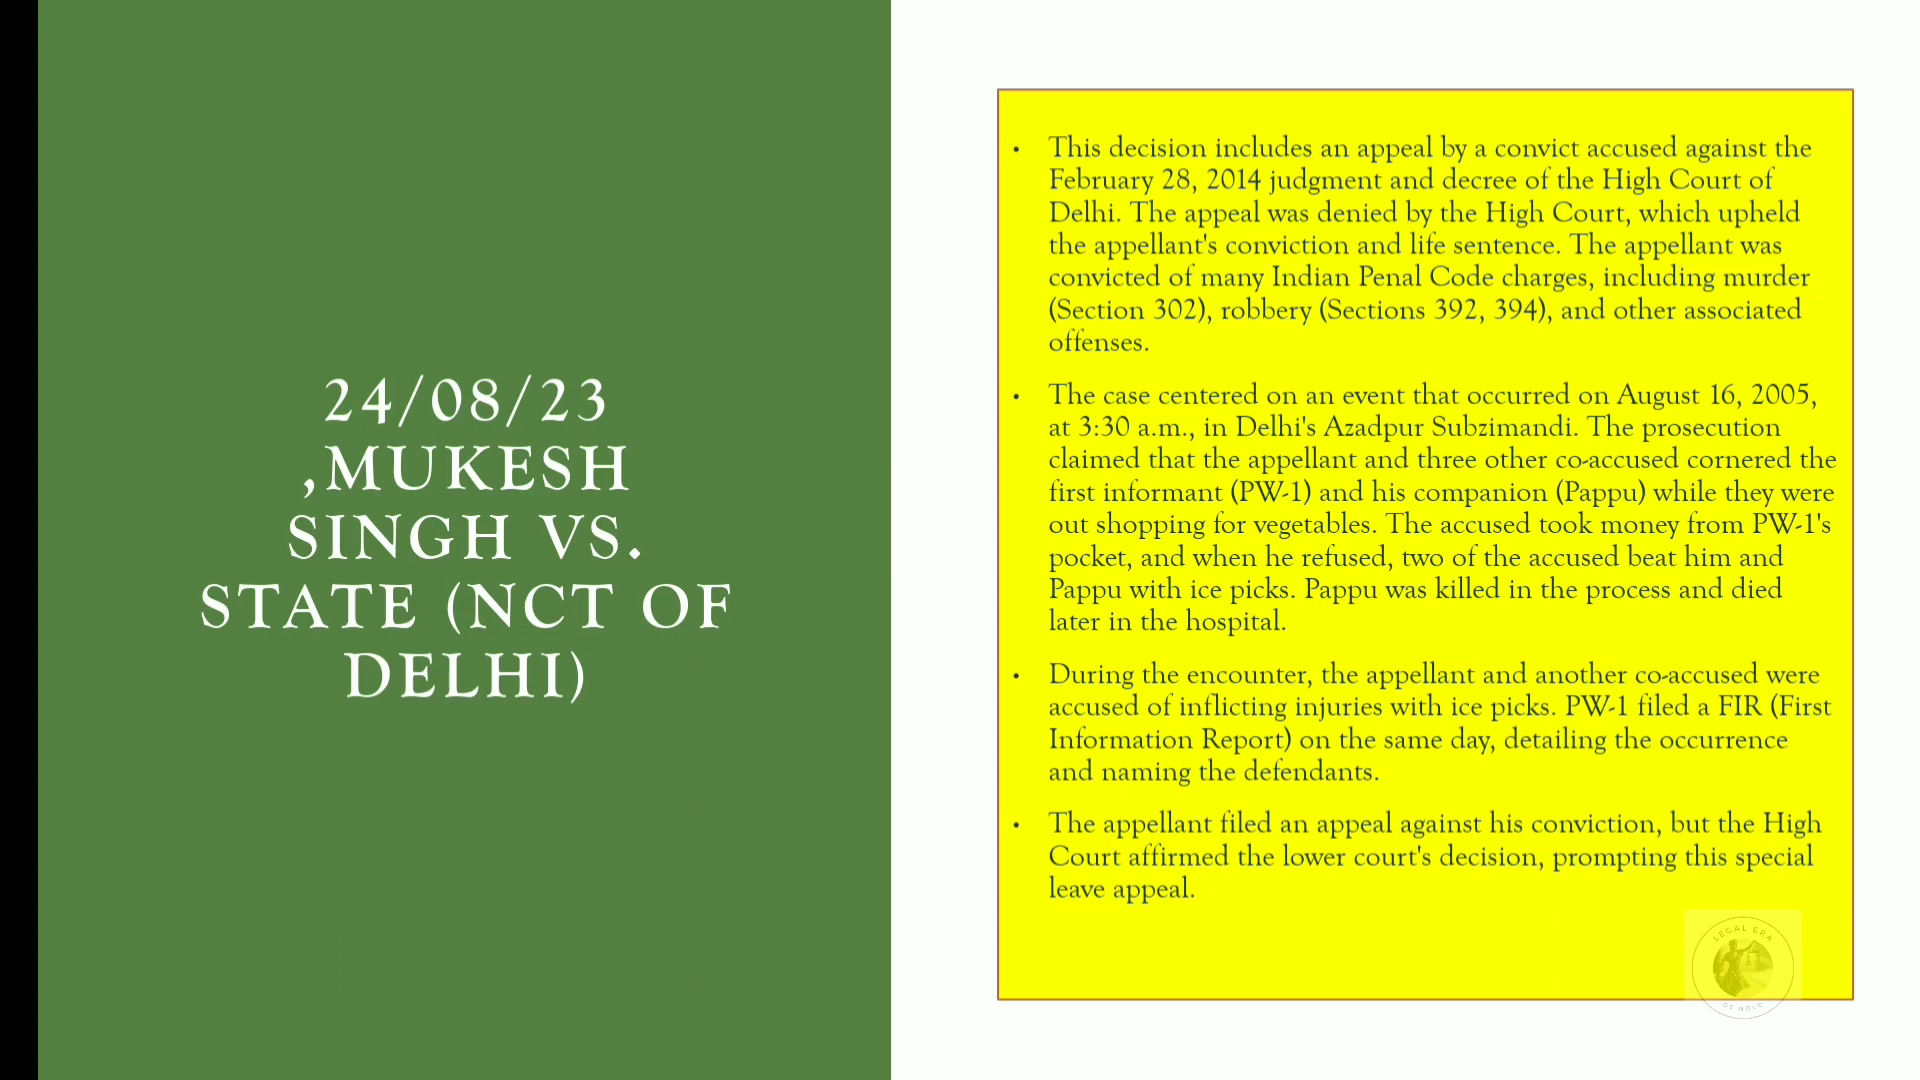 24/08/23
,MUKESH
SINGH VS.
STATE (NCT OF
DELHI)
• This decision includes an appeal by a convict accused against the
February 28, 2014 judgment and decree of the High Court of
Delhi. The appeal was denied by the High Court, which upheld
the appellant's conviction and life sentence. The appellant was
convicted of many Indian Penal Code charges, including murder
(Section 302), robbery (Sections 392, 394), and other associated
offenses.
• The case centered on an event that occurred on August 16, 2005,
at 3:30 a.m., in Delhi's Azadpur Subzimandi. The prosecution
claimed that the appellant and three other co-accused cornered the
first informant (PW-1) and his companion (Pappu) while they were
out shopping for vegetables. The accused took money from PW-1's
pocket, and when he refused, two of the accused beat him and
Pappu with ice picks. Pappu was killed in the process and died
later in the hospital.
• During the encounter, the appellant and another co-accused were
accused of inflicting injuries with ice picks. PW-1 filed a FIR (First
Information Report) on the same day, detailing the occurrence
and naming the defendants.
• The appellant filed an appeal against his conviction, but the High
Court affirmed the lower court's decision, prompting this special
leave appeal.
LEGAL ERA
DE NOVO